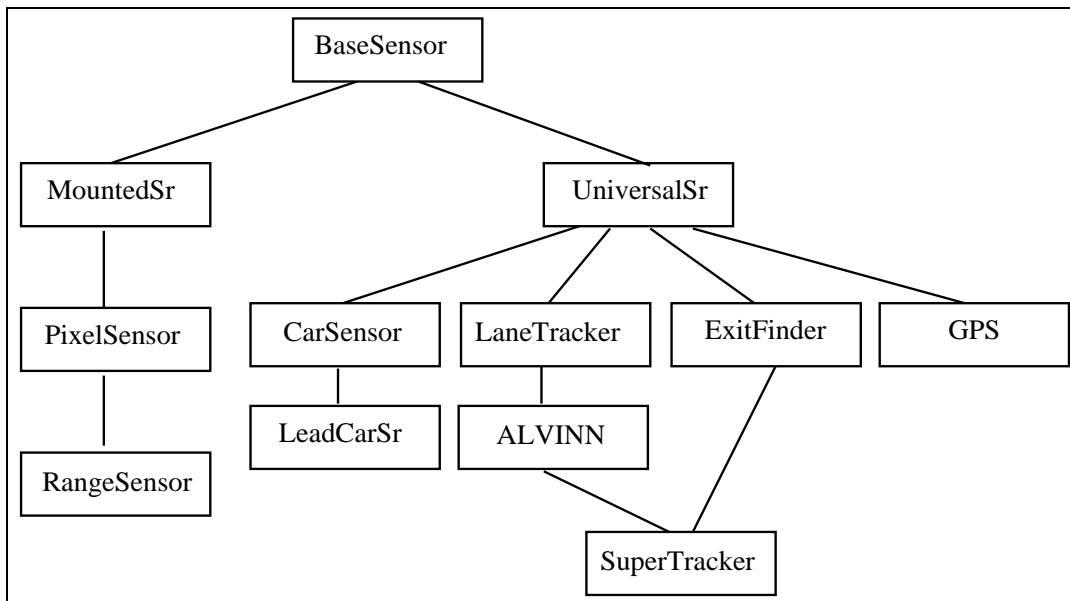 BaseSensor
MountedSr
UniversalSr
PixelSensor
CarSensor
LaneTracker
ExitFinder
GPS
LeadCarSr
ALVINN
RangeSensor
SuperTracker